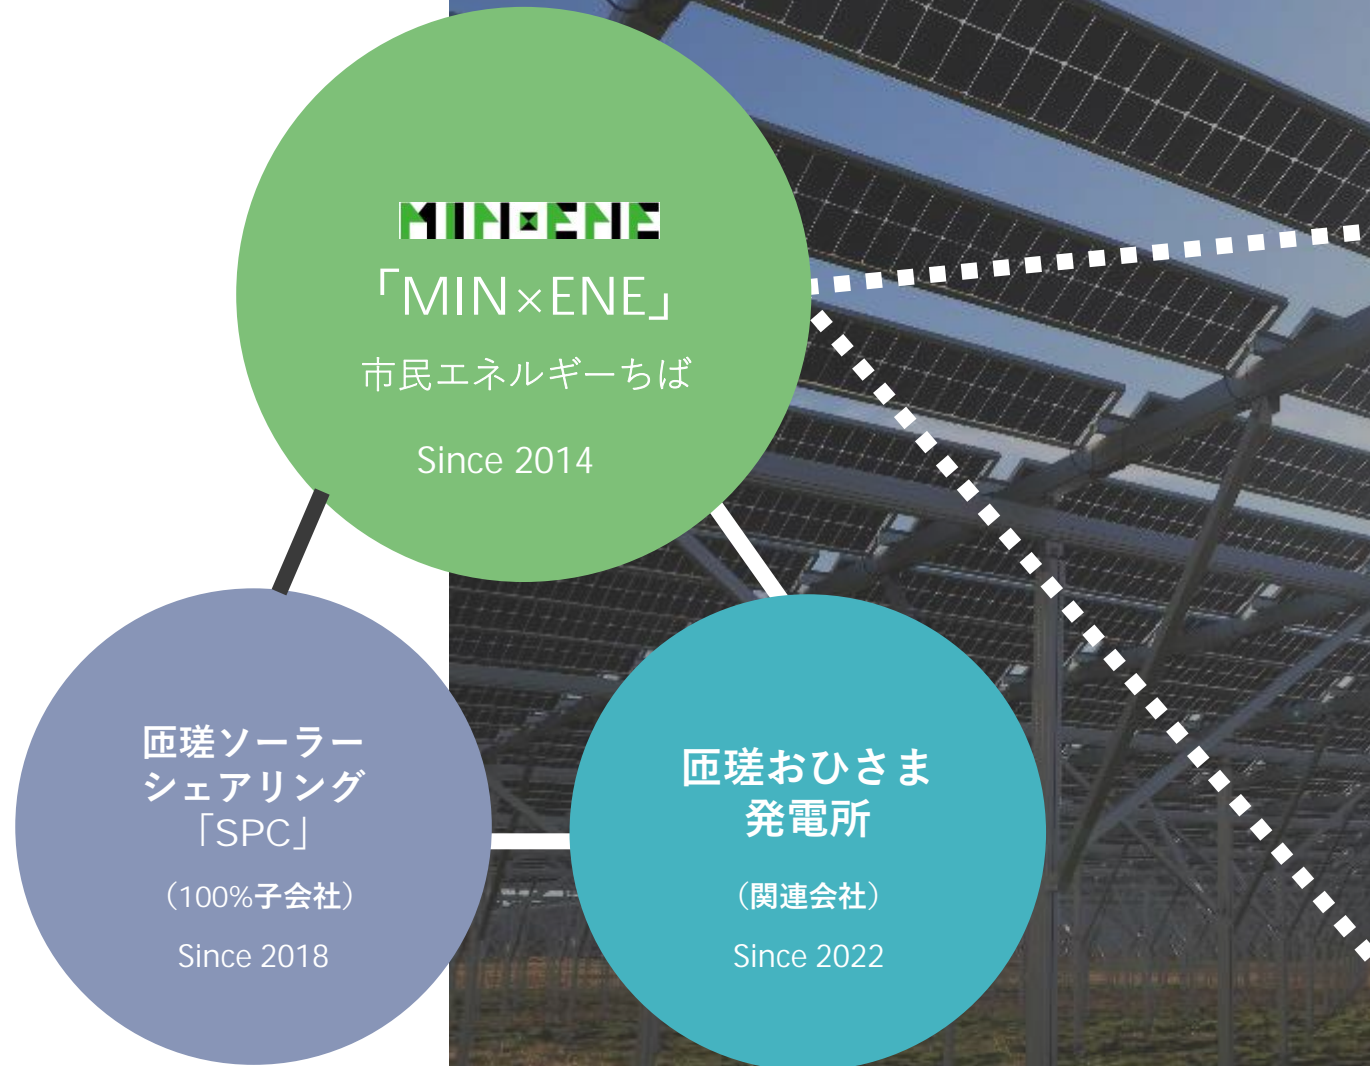 MIN×ENE
「MIN×ENE」
市民エネルギーちば
Since 2014
匝瑳ソーラー
シェアリング
「SPC」
（100%子会社）
Since 2018
匝瑳おひさま
発電所
（関連会社）
Since 2022